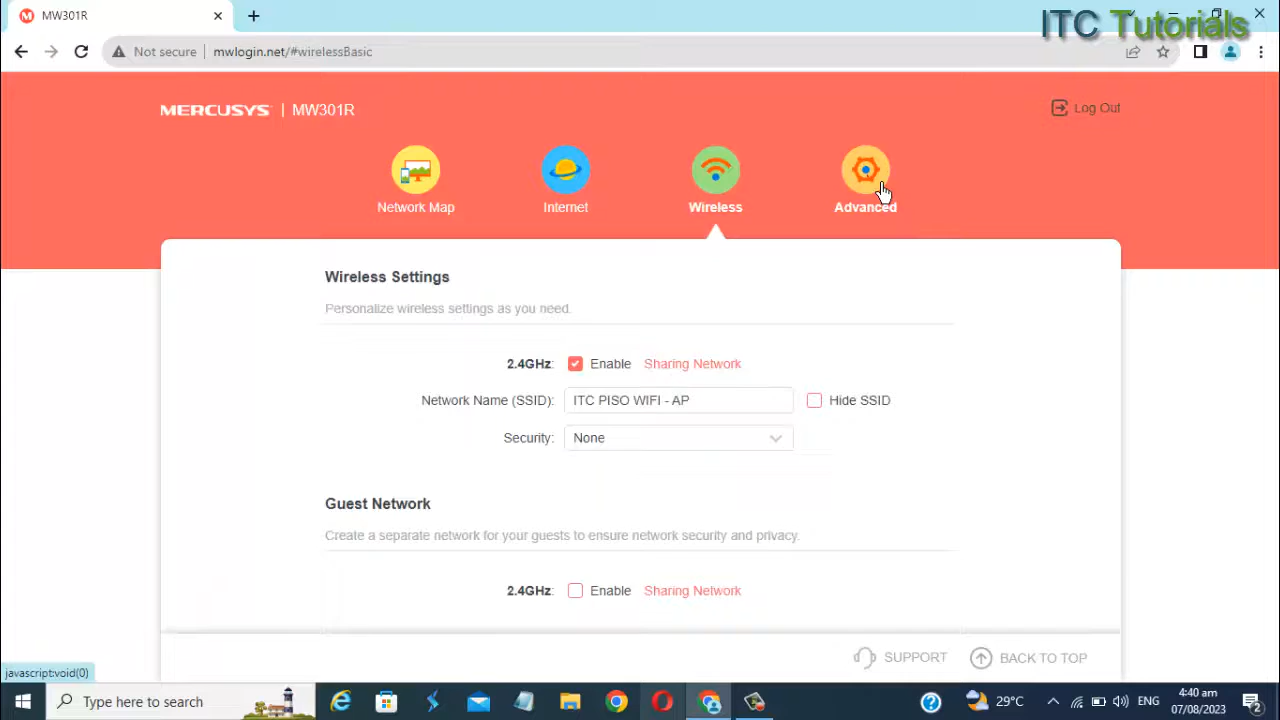 MW301R
ITC Tutorials
Not secure
mwlogin.net/#wirelessBasic
MERCUSYS | MW301R
Log Out
Network Map
Internet
Wireless
Advanced
Wireless Settings
Personalize wireless settings as you need.
2.4GHz: Enable Sharing Network
Network Name (SSID): ITC PISO WIFI - AP Hide SSID
Security: None
Guest Network
Create a separate network for your guests to ensure network security and privacy.
2.4GHz: Enable Sharing Network
SUPPORT BACK TO TOP
javascript:void(0)
Type here to search
29°C
ENG
4:40 am
07/08/2023
2